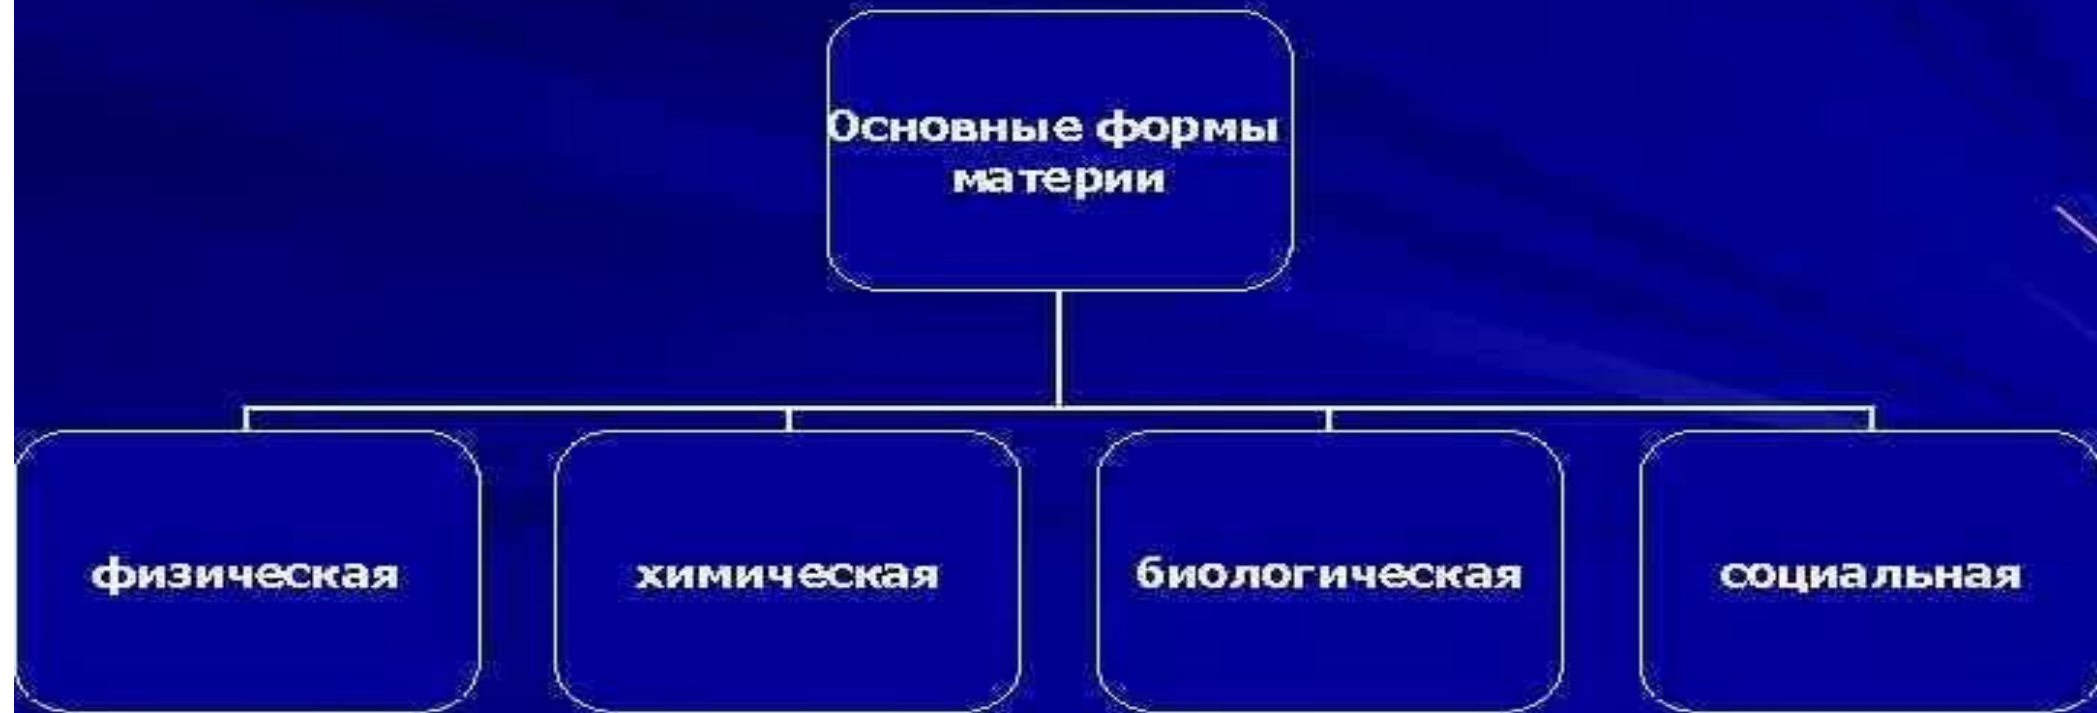 Основные формы
материи
физическая
химическая
биологическая
социальная